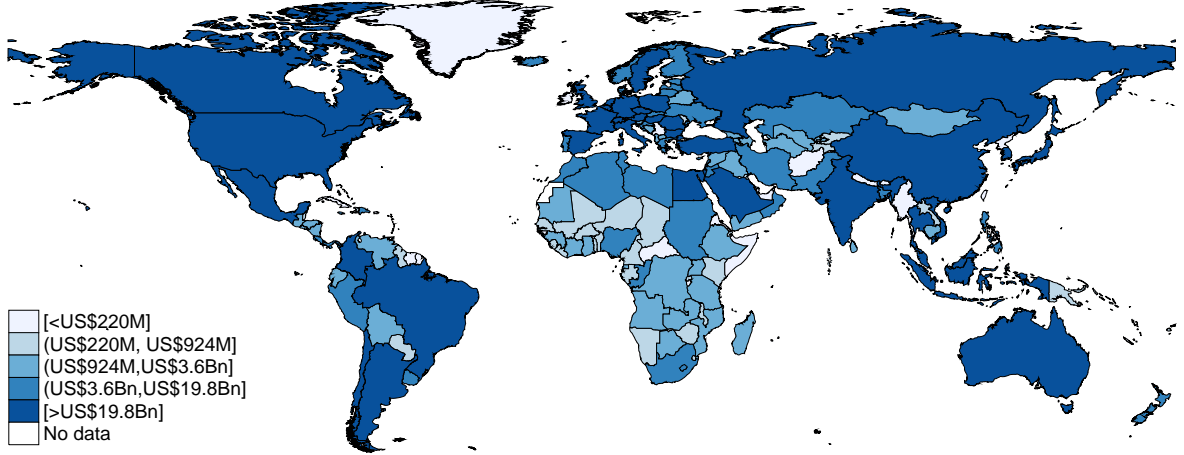 [<US$220M]
(US$220M, US$924M]
(US$924M,US$3.6Bn]
(US$3.6Bn,US$19.8Bn]
[>US$19.8Bn]
No data